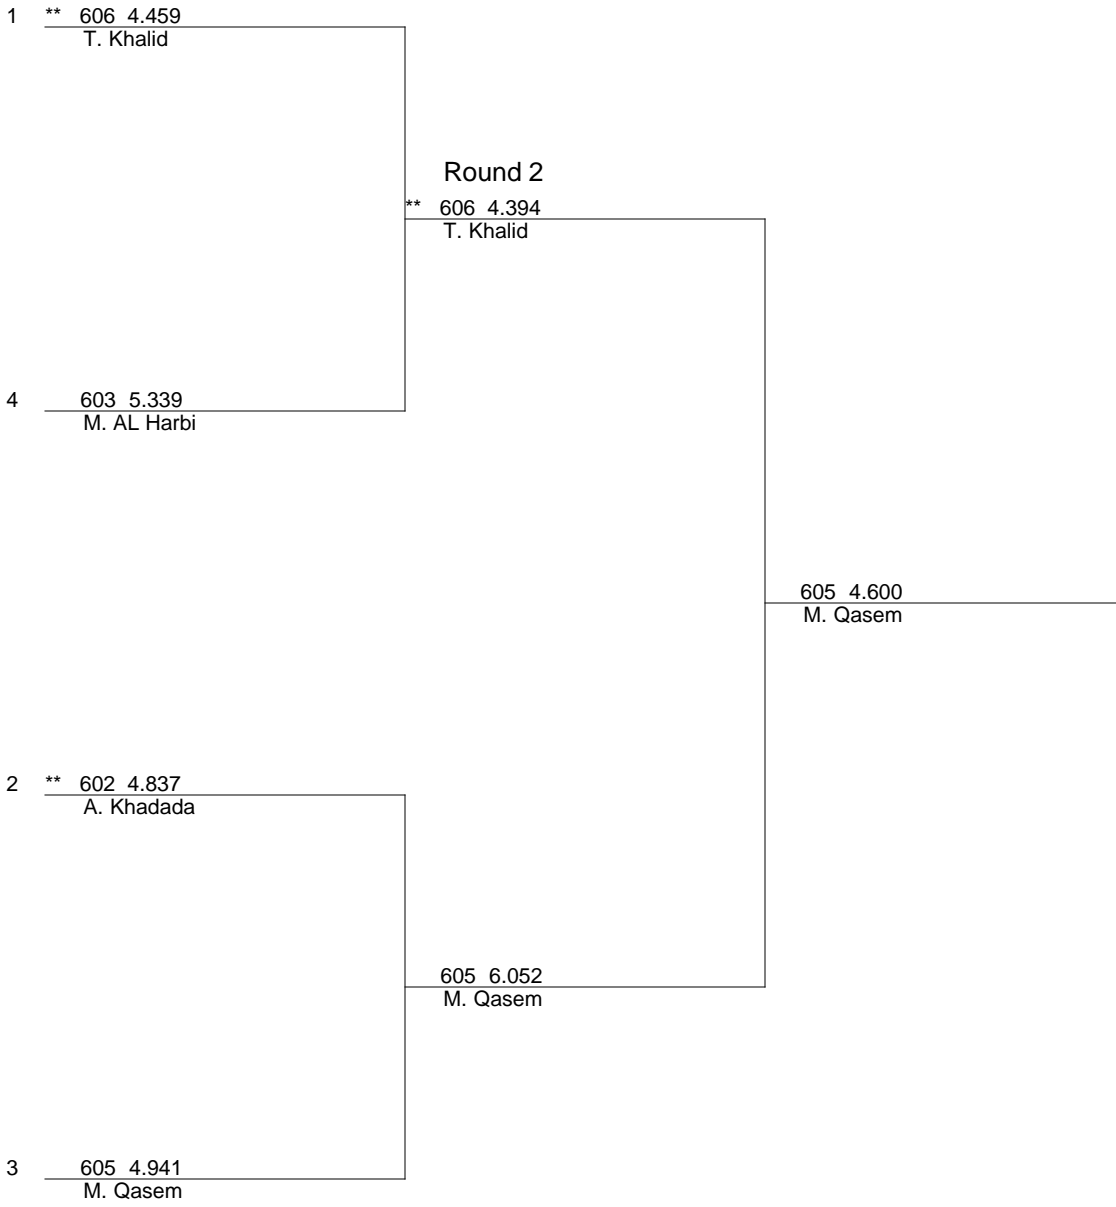 1 ** 606 4.459
T. Khalid
Round 2
** 606 4.394
T. Khalid
4 603 5.339
M. AL Harbi
605 4.600
M. Qasem
2 ** 602 4.837
A. Khadada
605 6.052
M. Qasem
3 605 4.941
M. Qasem